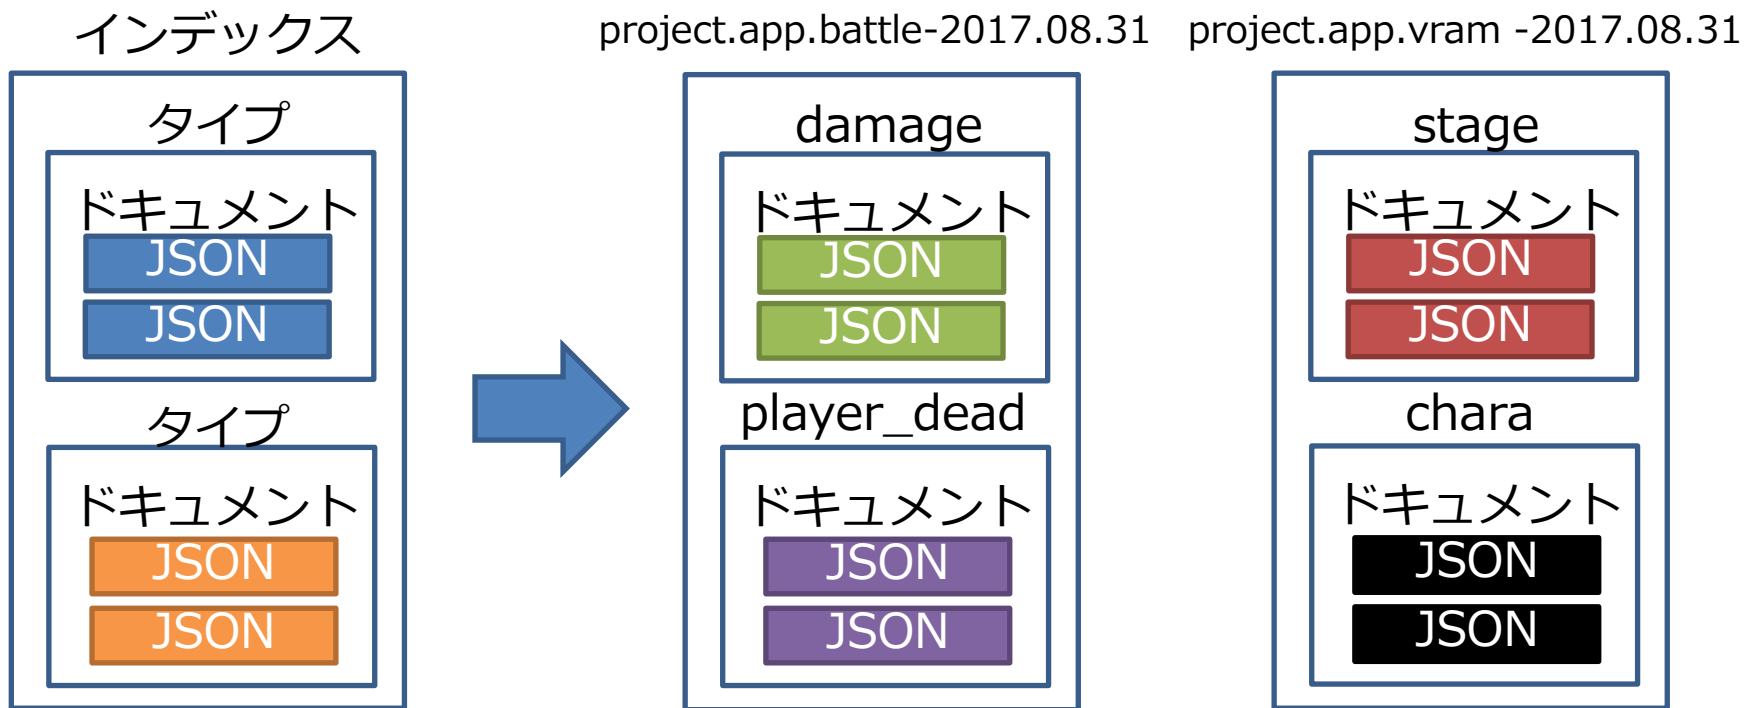 インデックス
タイプ
ドキュメント
JSON
JSON
タイプ
ドキュメント
JSON
JSON
project.app.battle-2017.08.31
damage
ドキュメント
JSON
JSON
player_dead
ドキュメント
JSON
JSON
project.app.vram -2017.08.31
stage
ドキュメント
JSON
JSON
chara
ドキュメント
JSON
JSON